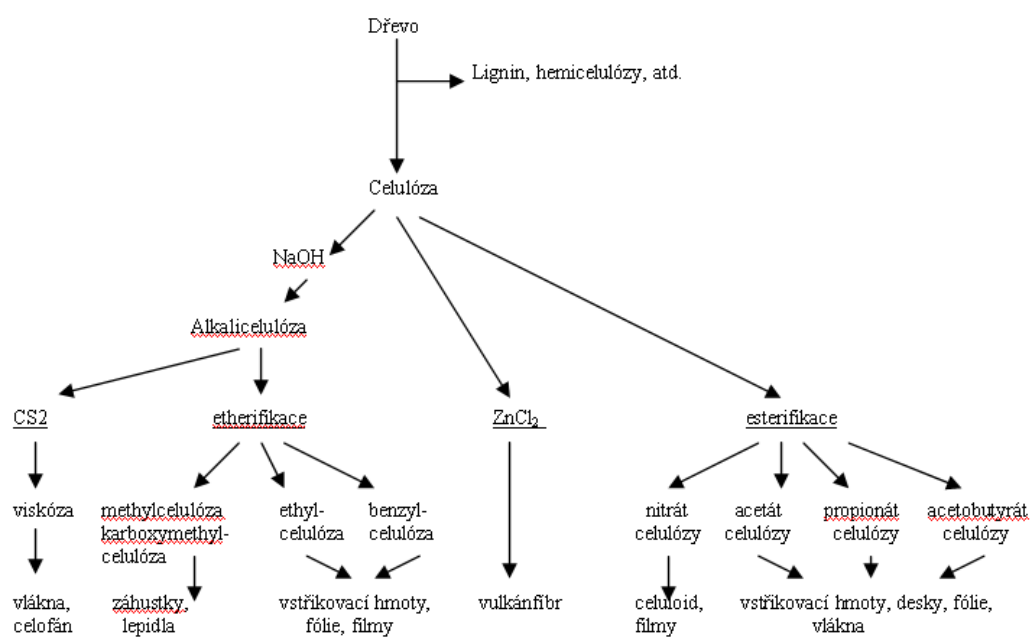 Dřevo
Lignin, hemicelulózy, atd.
Celulóza
NaOH
Alkalicelulóza
CS2
etherifikace
ZnCl₂
esterifikace
viskóza
methylcelulóza
karboxymethyl-
celulóza
ethyl-
celulóza
benzyl-
celulóza
nitrát
celulózy
acetát
celulózy
propionát
celulózy
acetobutyrát
celulózy
vlákna,
celofán
záhustky,
lepidla
vstřikovací hmoty,
fólie, filmy
vulkánfíbr
celuloid,
filmy
vstřikovací hmoty, desky, fólie,
vlákna